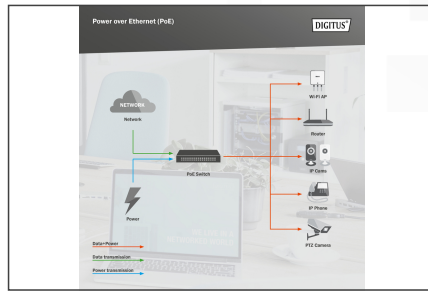 Power over Ethernet (PoE)
DIGITUS®
NETWORK
Network
Wi-Fi AP
Router
IP Cams
PoE Switch
IP Phone
Power
PTZ Camera
Data+Power
Data transmission
Power transmission